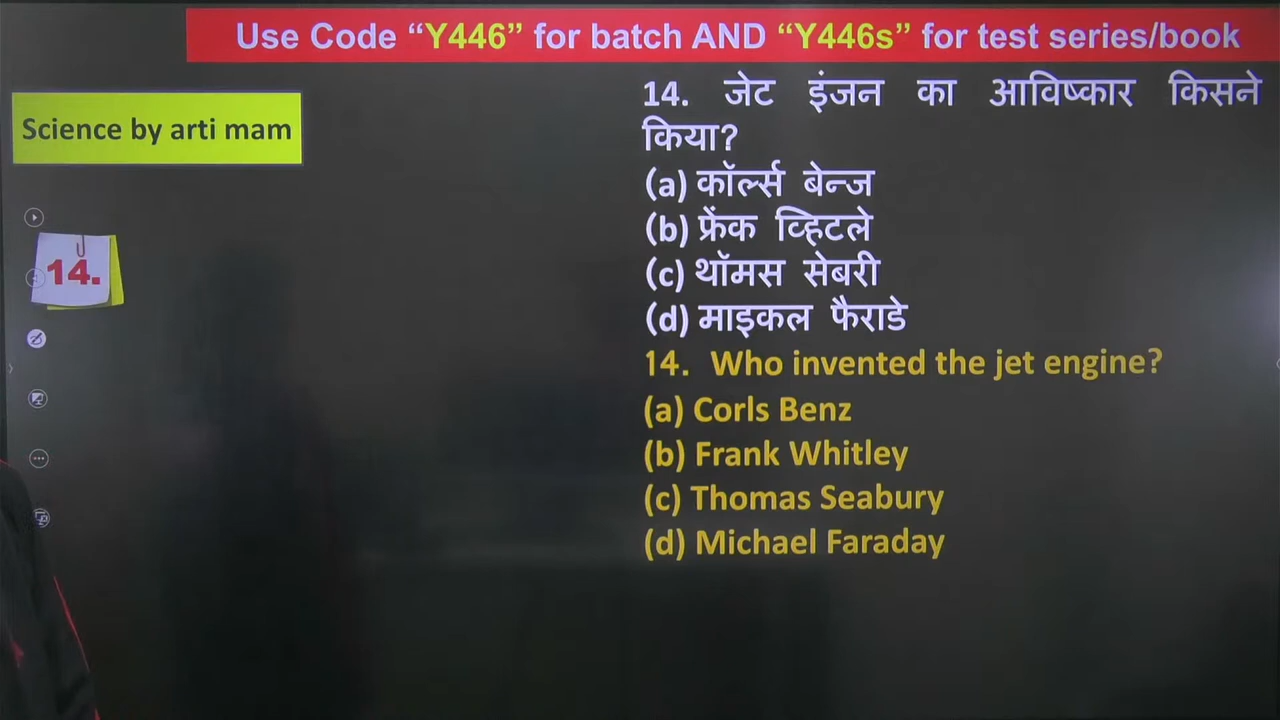 Use Code “Y446” for batch AND “Y446s” for test series/book
Science by arti mam
14.
14. जेट इंजन का आविष्कार किसने
किया?
(a) कॉर्ल्स बेन्ज
(b) फ्रेंक व्हिटले
(c) थॉमस सेबरी
(d) माइकल फैराडे
14. Who invented the jet engine?
(a) Corls Benz
(b) Frank Whitley
(c) Thomas Seabury
(d) Michael Faraday